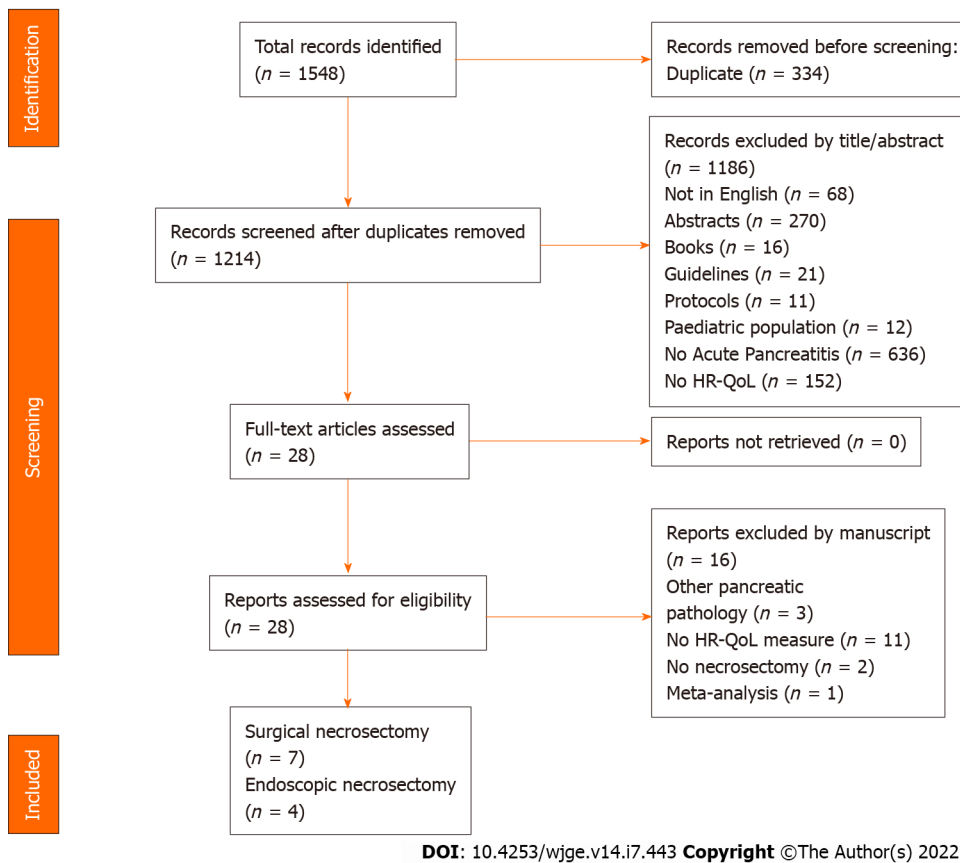 Identification
Total records identified
(n = 1548)
Records removed before screening:
Duplicate (n = 334)
Screening
Records screened after duplicates removed
(n = 1214)
Records excluded by title/abstract
(n = 1186)
Not in English (n = 68)
Abstracts (n = 270)
Books (n = 16)
Guidelines (n = 21)
Protocols (n = 11)
Paediatric population (n = 12)
No Acute Pancreatitis (n = 636)
No HR-QoL (n = 152)
Full-text articles assessed
(n = 28)
Reports not retrieved (n = 0)
Reports assessed for eligibility
(n = 28)
Reports excluded by manuscript
(n = 16)
Other pancreatic
pathology (n = 3)
No HR-QoL measure (n = 11)
No necrosectomy (n = 2)
Meta-analysis (n = 1)
Included
Surgical necrosectomy
(n = 7)
Endoscopic necrosectomy
(n = 4)
DOI: 10.4253/wjge.v14.i7.443 Copyright ©The Author(s) 2022